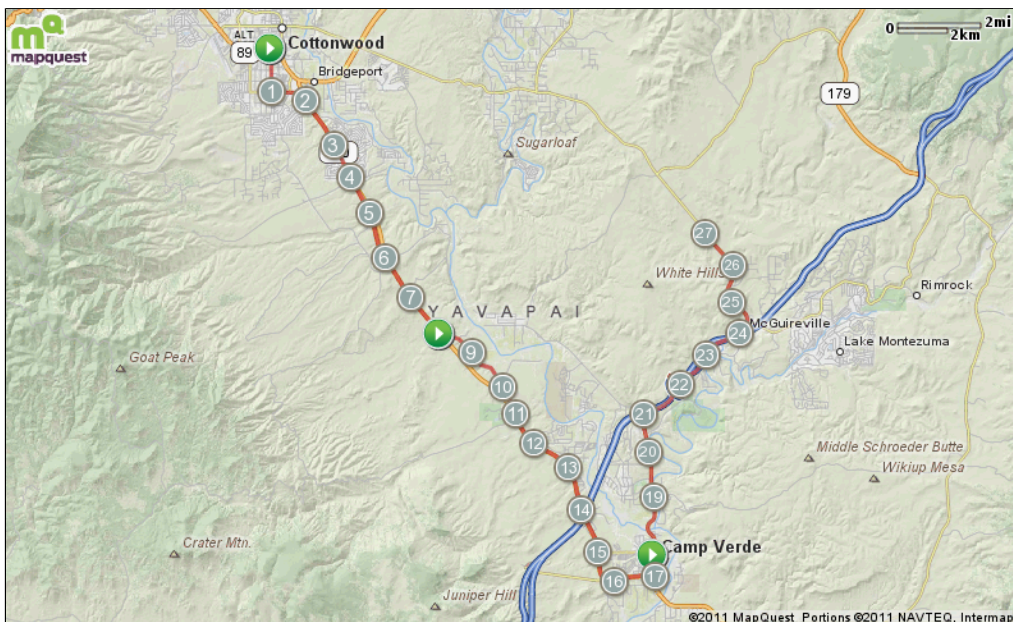 mapquest
ALT
89
Cottonwood
0 2mi
2km
Bridgeport
179
1
2
3
4
Sugarloaf
5
6
27
26
White Hills
Rimrock
7
25
YAVAPAI
24
McGuireville
Lake Montezuma
23
9
Goat Peak
22
10
11
21
12
20
Middle Schroeder Butte
13
Wikiup Mesa
19
14
Crater Mtn.
15
Camp Verde
16
17
Juniper Hill
©2011 MapQuest Portions ©2011 NAVTEQ, Intermap